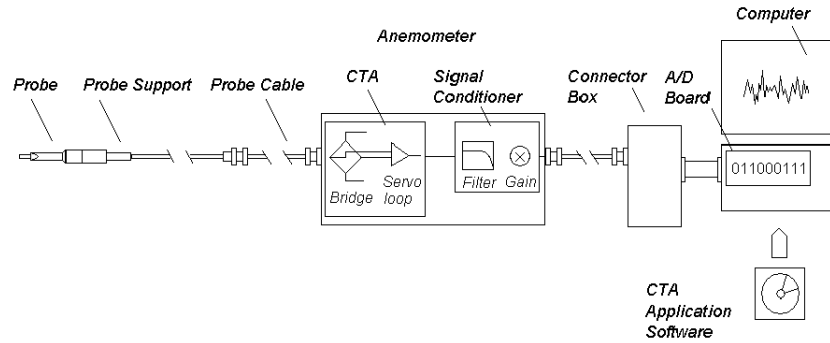 Computer
Anemometer
Probe
Probe Support
Probe Cable
CTA
Signal
Conditioner
Connector
Box
A/D
Board
Bridge
Servo
loop
Filter
Gain
011000111
CTA
Application
Software